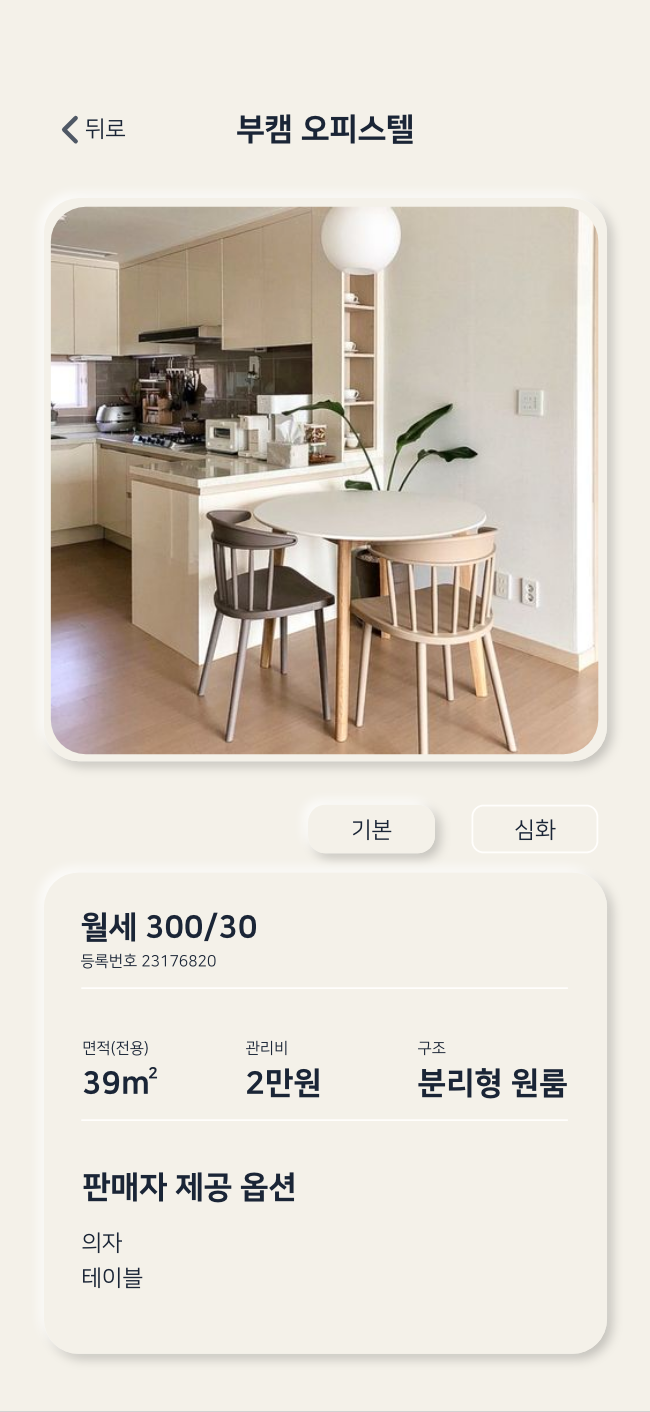 뒤로
부캠 오피스텔
기본
심화
월세 300/30
등록번호 23176820
면적(전용)
관리비
구조
39m²
2만원
분리형 원룸
판매자 제공 옵션
의자
테이블